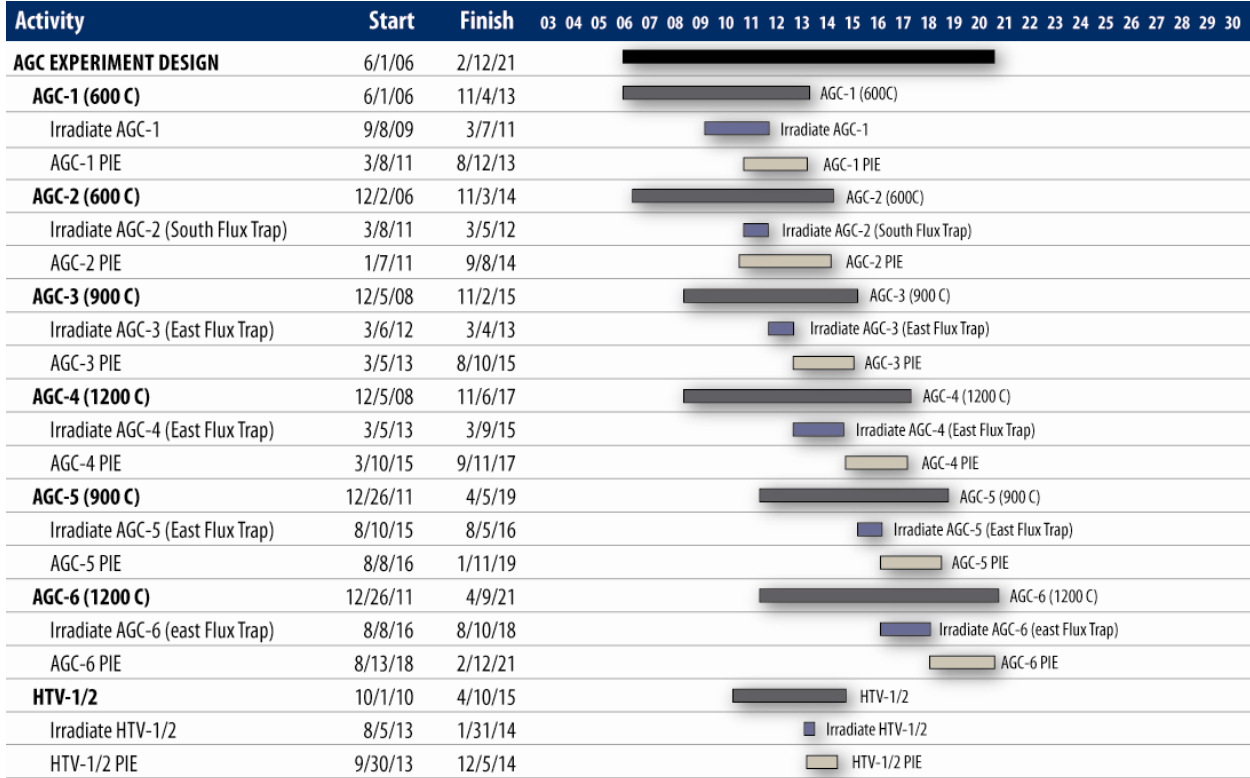 Activity Start Finish 03 04 05 06 07 08 09 10 11 12 13 14 15 16 17 18 19 20 21 22 23 24 25 26 27 28 29 30
AGC EXPERIMENT DESIGN 6/1/06 2/12/21
AGC-1 (600 C) 6/1/06 11/4/13 AGC-1 (600C)
Irradiate AGC-1 9/8/09 3/7/11 Irradiate AGC-1
AGC-1 PIE 3/8/11 8/12/13 AGC-1 PIE
AGC-2 (600 C) 12/2/06 11/3/14 AGC-2 (600C)
Irradiate AGC-2 (South Flux Trap) 3/8/11 3/5/12 Irradiate AGC-2 (South Flux Trap)
AGC-2 PIE 1/7/11 9/8/14 AGC-2 PIE
AGC-3 (900 C) 12/5/08 11/2/15 AGC-3 (900 C)
Irradiate AGC-3 (East Flux Trap) 3/6/12 3/4/13 Irradiate AGC-3 (East Flux Trap)
AGC-3 PIE 3/5/13 8/10/15 AGC-3 PIE
AGC-4 (1200 C) 12/5/08 11/6/17 AGC-4 (1200 C)
Irradiate AGC-4 (East Flux Trap) 3/5/13 3/9/15 Irradiate AGC-4 (East Flux Trap)
AGC-4 PIE 3/10/15 9/11/17 AGC-4 PIE
AGC-5 (900 C) 12/26/11 4/5/19 AGC-5 (900 C)
Irradiate AGC-5 (East Flux Trap) 8/10/15 8/5/16 Irradiate AGC-5 (East Flux Trap)
AGC-5 PIE 8/8/16 1/11/19 AGC-5 PIE
AGC-6 (1200 C) 12/26/11 4/9/21 AGC-6 (1200 C)
Irradiate AGC-6 (east Flux Trap) 8/8/16 8/10/18 Irradiate AGC-6 (east Flux Trap)
AGC-6 PIE 8/13/18 2/12/21 AGC-6 PIE
HTV-1/2 10/1/10 4/10/15 HTV-1/2
Irradiate HTV-1/2 8/5/13 1/31/14 Irradiate HTV-1/2
HTV-1/2 PIE 9/30/13 12/5/14 HTV-1/2 PIE